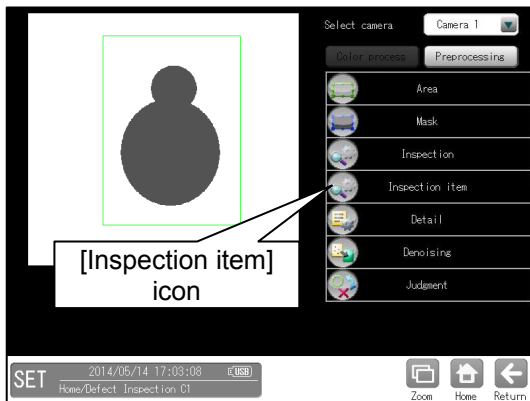 Select camera
Camera 1
Color process
Preprocessing
Area
Mask
Inspection
Inspection item
Detail
Denoising
Judgment
[Inspection item]
icon
SET
2014/05/14 17:03:08
USB
Home/Defect Inspection C1
Zoom
Home
Return